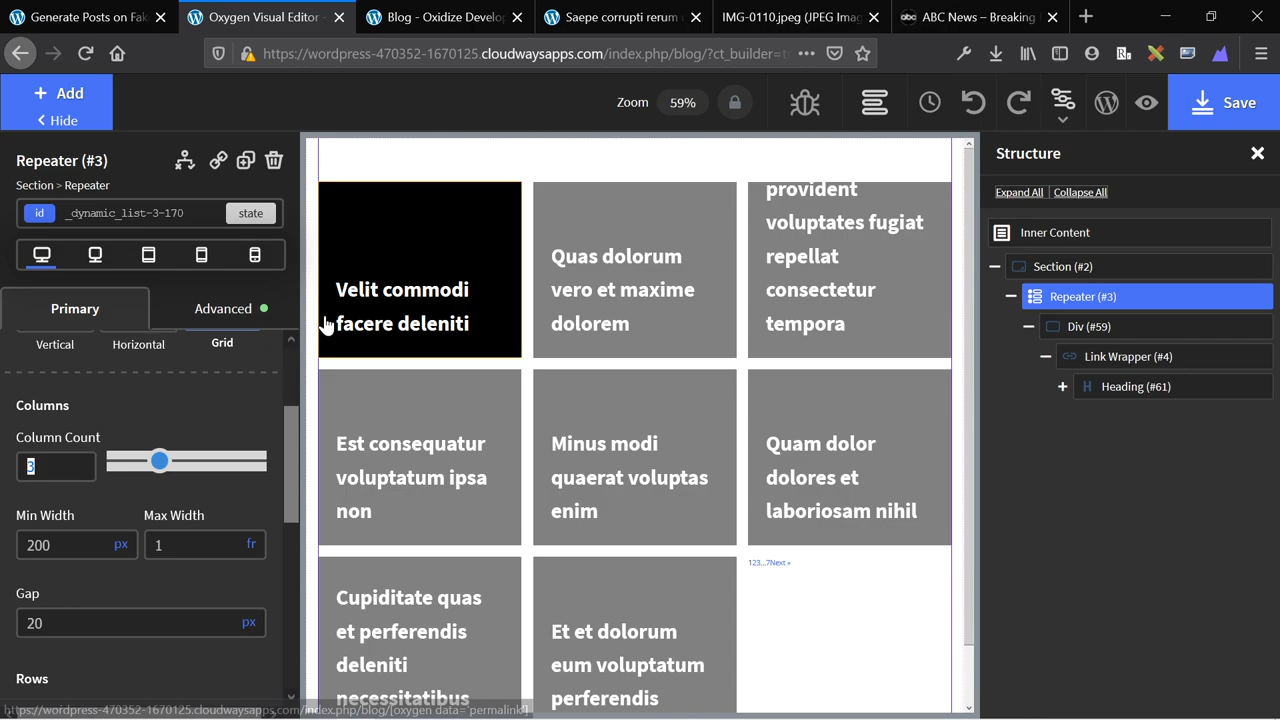 Generate Posts on Fak
Oxygen Visual Editor -
Blog - Oxidize Develop
Saepe corrupti rerum
IMG-0110.jpeg (JPEG Imag
abc
ABC News – Breaking
https://wordpress-470352-1670125.cloudwaysapps.com/index.php/blog/?ct_builder=t
+ Add
< Hide
Zoom
59%
Save
Repeater (#3)
Section > Repeater
id
_dynamic_list-3-170
state
Primary
Advanced
Vertical
Horizontal
Grid
Columns
Column Count
3
Min Width
Max Width
200
px
1
fr
Gap
20
px
Rows
Velit commodi
facere deleniti
Quas dolorum
vero et maxime
dolorem
provident
voluptates fugiat
repellat
consectetur
tempora
Est consequatur
voluptatum ipsa
non
Minus modi
quaerat voluptas
enim
Quam dolor
dolores et
laboriosam nihil
Cupiditate quas
et perferendis
deleniti
necessitatibus
Et et dolorum
eum voluptatum
perferendis
123...7Next »
Structure
Expand All
Collapse All
Inner Content
Section (#2)
Repeater (#3)
Div (#59)
Link Wrapper (#4)
Heading (#61)
https://wordpress-470352-1670125.cloudwaysapps.com/index.php/blog/[oxygen data='permalink']